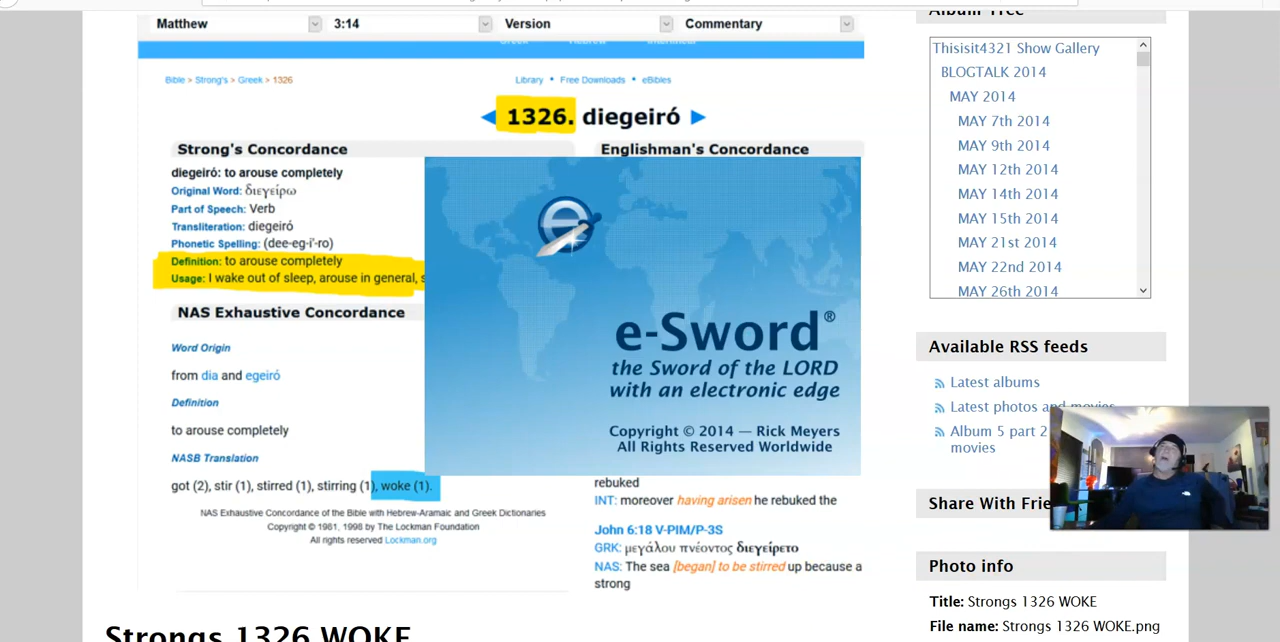 Matthew
3:14
Version
Commentary
Greek
Hebrew
Interlinear
Bible > Strong's > Greek > 1326
Library • Free Downloads • eBibles
1326. diegeiró
Strong's Concordance
diegeiró: to arouse completely
Original Word: διεγείρω
Part of Speech: Verb
Transliteration: diegeiró
Phonetic Spelling: (dee-eg-i'-ro)
Definition: to arouse completely
Usage: I wake out of sleep, arouse in general, s
NAS Exhaustive Concordance
Word Origin
from dia and egeiró
Definition
to arouse completely
NASB Translation
got (2), stir (1), stirred (1), stirring (1), woke (1).
NAS Exhaustive Concordance of the Bible with Hebrew-Aramaic and Greek Dictionaries
Copyright © 1981, 1998 by The Lockman Foundation
All rights reserved Lockman.org
Englishman's Concordance
e-Sword®
the Sword of the LORD
with an electronic edge
Copyright © 2014 — Rick Meyers
All Rights Reserved Worldwide
rebuked
INT: moreover having arisen he rebuked the
John 6:18 V-PIM/P-3S
GRK: μεγάλου πνέοντος διεγείρετο
NAS: The sea [began] to be stirred up because a
strong
Strongs 1326 WOKE
Album Tree
Thisisit4321 Show Gallery
BLOGTALK 2014
MAY 2014
MAY 7th 2014
MAY 9th 2014
MAY 12th 2014
MAY 14th 2014
MAY 15th 2014
MAY 21st 2014
MAY 22nd 2014
MAY 26th 2014
Available RSS feeds
Latest albums
Latest photos and movies
Album 5 part 2
movies
Share With Frie
Photo info
Title: Strongs 1326 WOKE
File name: Strongs 1326 WOKE.png